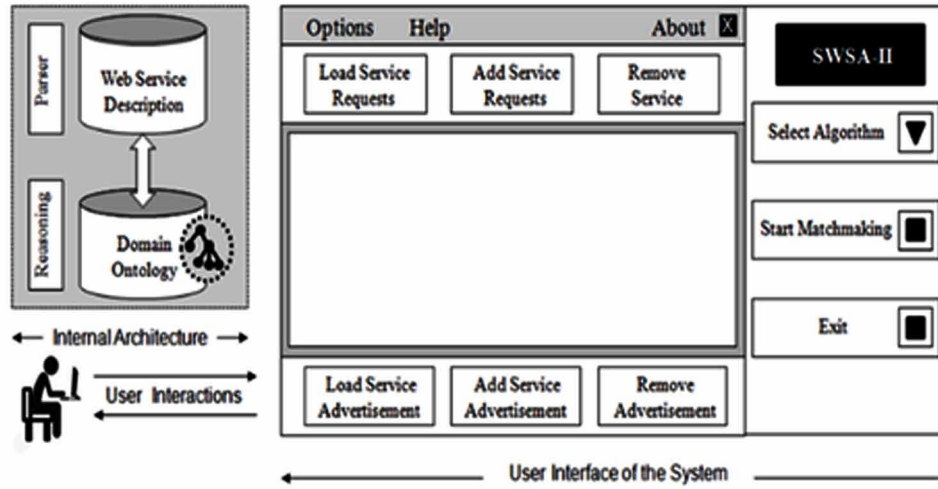 Parser
Web Service
Description
Reasoning
Domain
Ontology
Internal Architecture
User Interactions
Options Help About X
Load Service
Requests
Add Service
Requests
Remove
Service
Load Service
Advertisement
Add Service
Advertisement
Remove
Advertisement
SWSA-II
Select Algorithm
Start Matchmaking
Exit
User Interface of the System